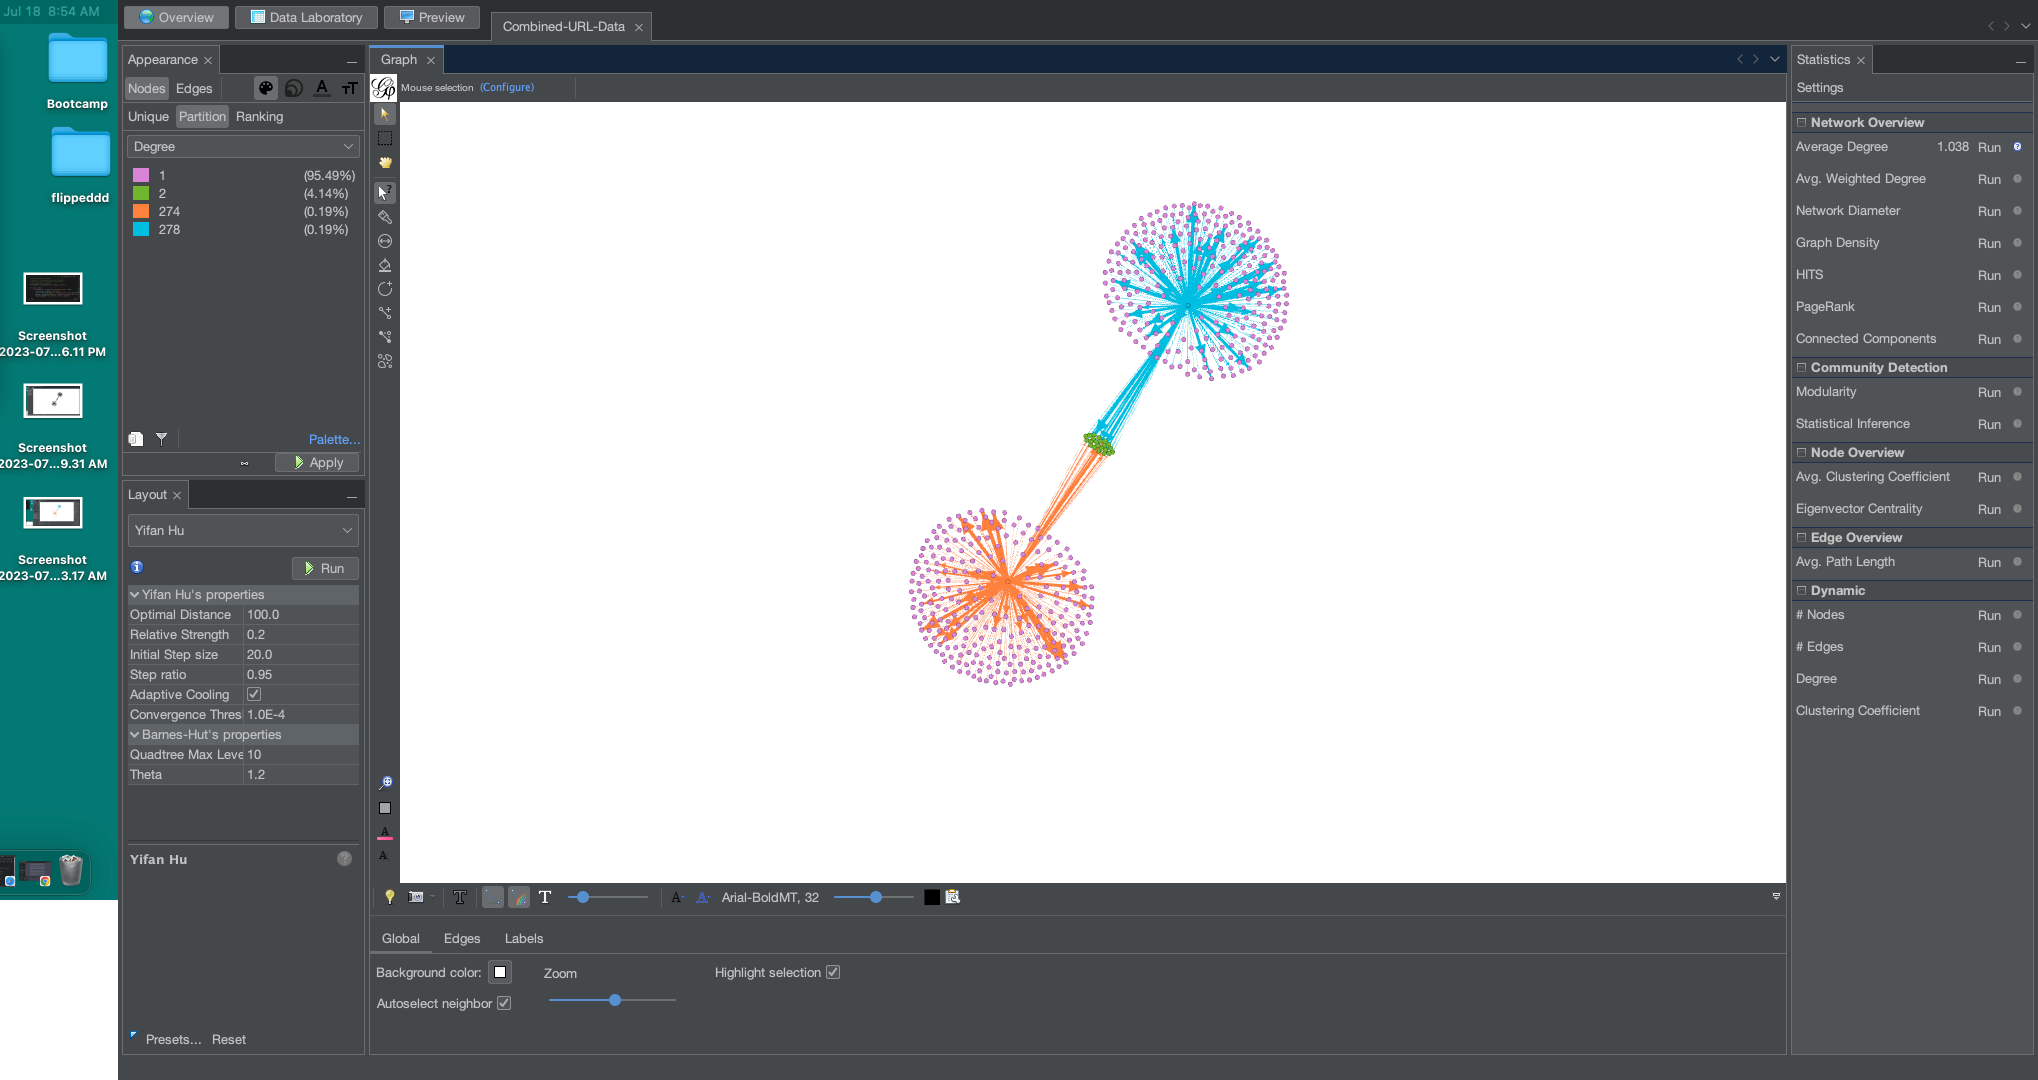 Jul 18 8:54 AM
Bootcamp
flippeddd
Screenshot
2023-07...6.11 PM
Screenshot
2023-07...9.31 AM
Screenshot
2023-07...3.17 AM
Overview
Data Laboratory
Preview
Combined-URL-Data
Appearance
Nodes Edges
Unique Partition Ranking
Degree
1 (95.49%)
2 (4.14%)
274 (0.19%)
278 (0.19%)
Palette...
Apply
Layout
Yifan Hu
Run
Yifan Hu's properties
Optimal Distance 100.0
Relative Strength 0.2
Initial Step size 20.0
Step ratio 0.95
Adaptive Cooling
Convergence Thres 1.0E-4
Barnes-Hut's properties
Quadtree Max Leve 10
Theta 1.2
Yifan Hu
Presets... Reset
Graph
Mouse selection (Configure)
Arial-BoldMT, 32
Global Edges Labels
Background color: Zoom Highlight selection
Autoselect neighbor
Statistics
Settings
Network Overview
Average Degree 1.038 Run
Avg. Weighted Degree Run
Network Diameter Run
Graph Density Run
HITS Run
PageRank Run
Connected Components Run
Community Detection
Modularity Run
Statistical Inference Run
Node Overview
Avg. Clustering Coefficient Run
Eigenvector Centrality Run
Edge Overview
Avg. Path Length Run
Dynamic
# Nodes Run
# Edges Run
Degree Run
Clustering Coefficient Run